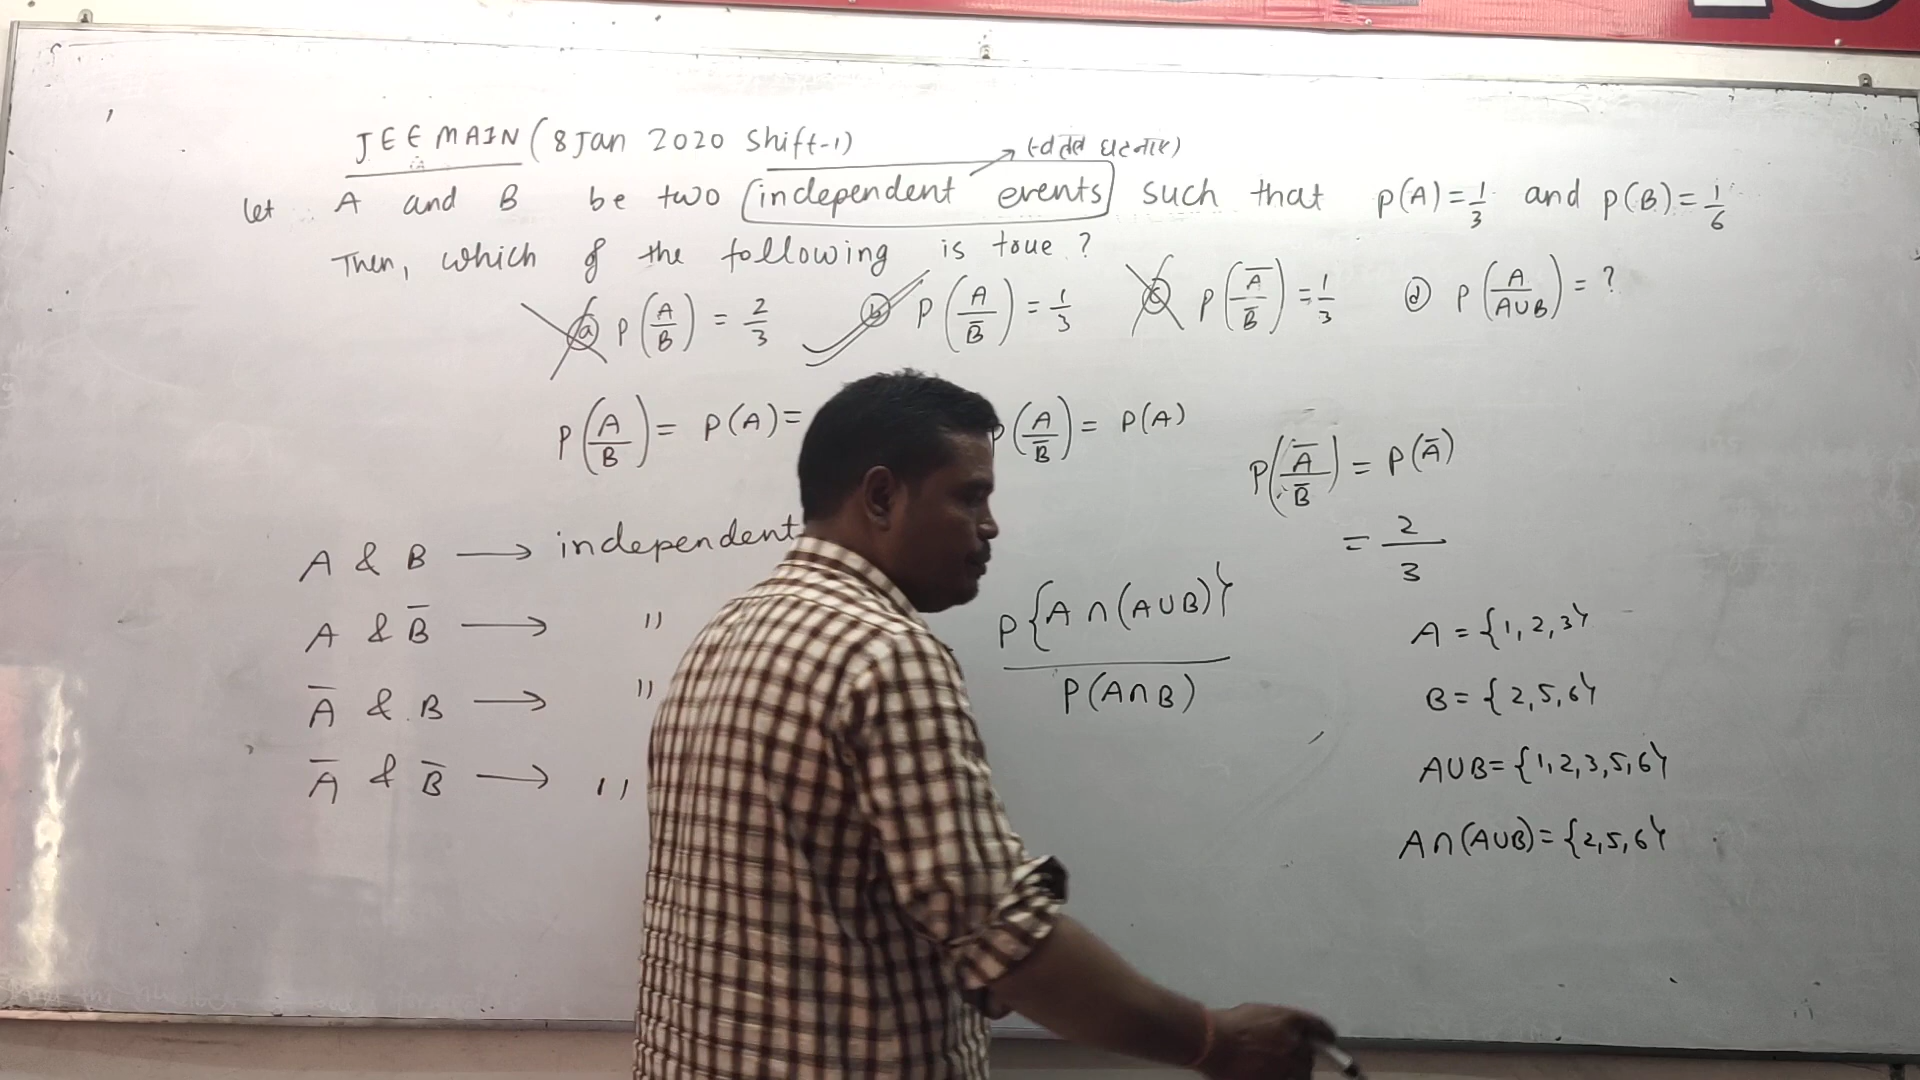 JEE MAIN (8 Jan 2020 Shift-1)
(स्वतंत्र घटनाए)
let A and B be two independent events such that P(A)=1/3 and P(B)=1/6
Then, which of the following is true ?
(a) P(A/B) = 2/3 (b) P(A/B̅) = 1/3 (c) P(A̅/B̅) = 1/3 (d) P(A/A∪B) = ?
P(A/B) = P(A) = P(A/B̅) = P(A)
P(A̅/B̅) = P(A̅)
= 2/3
A & B → independent
A & B̅ → "
A̅ & B → "
A̅ & B̅ → "
P{A∩(A∪B)}/P(A∩B)
A = {1,2,3}
B = {2,5,6}
A∪B = {1,2,3,5,6}
A∩(A∪B) = {2,5,6}